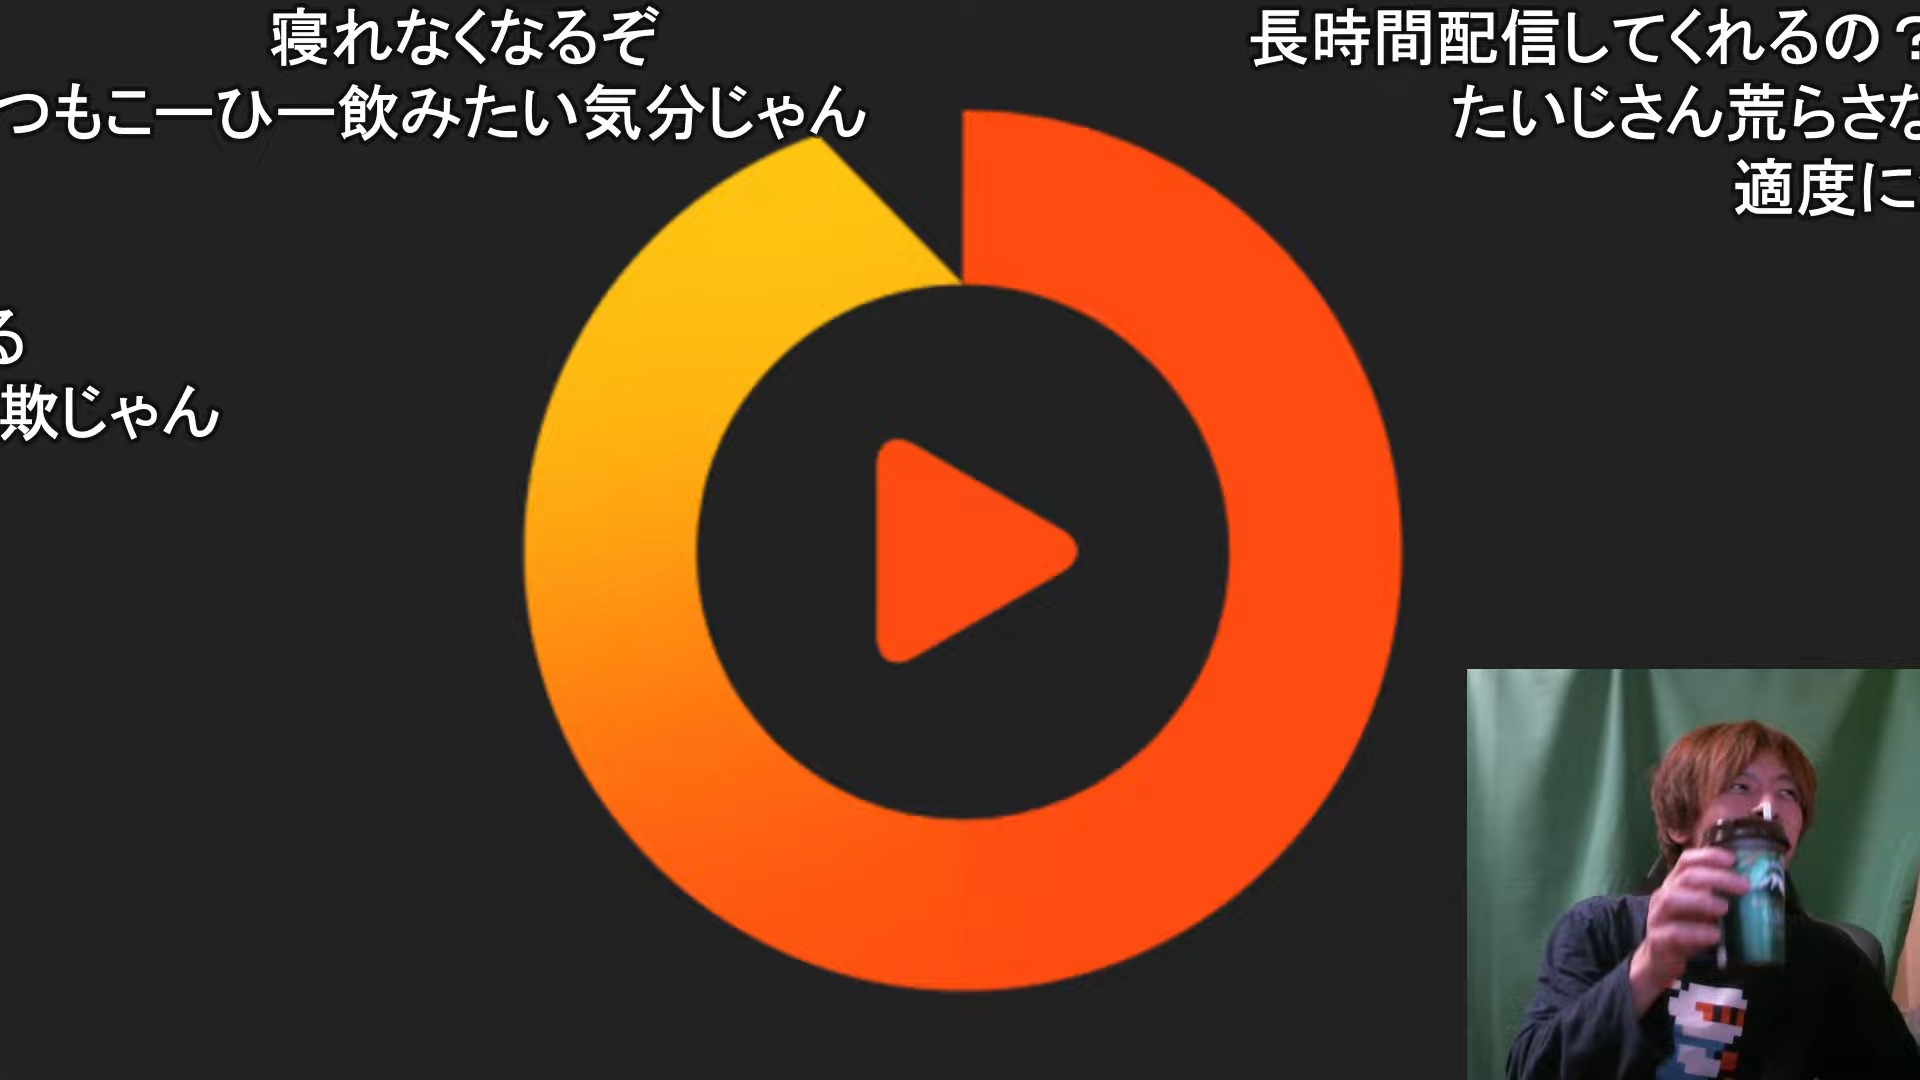 寝れなくなるぞ
長時間配信してくれるの？
つもこーひー飲みたい気分じゃん
たいじさん荒らさな
適度に
る
欺じゃん